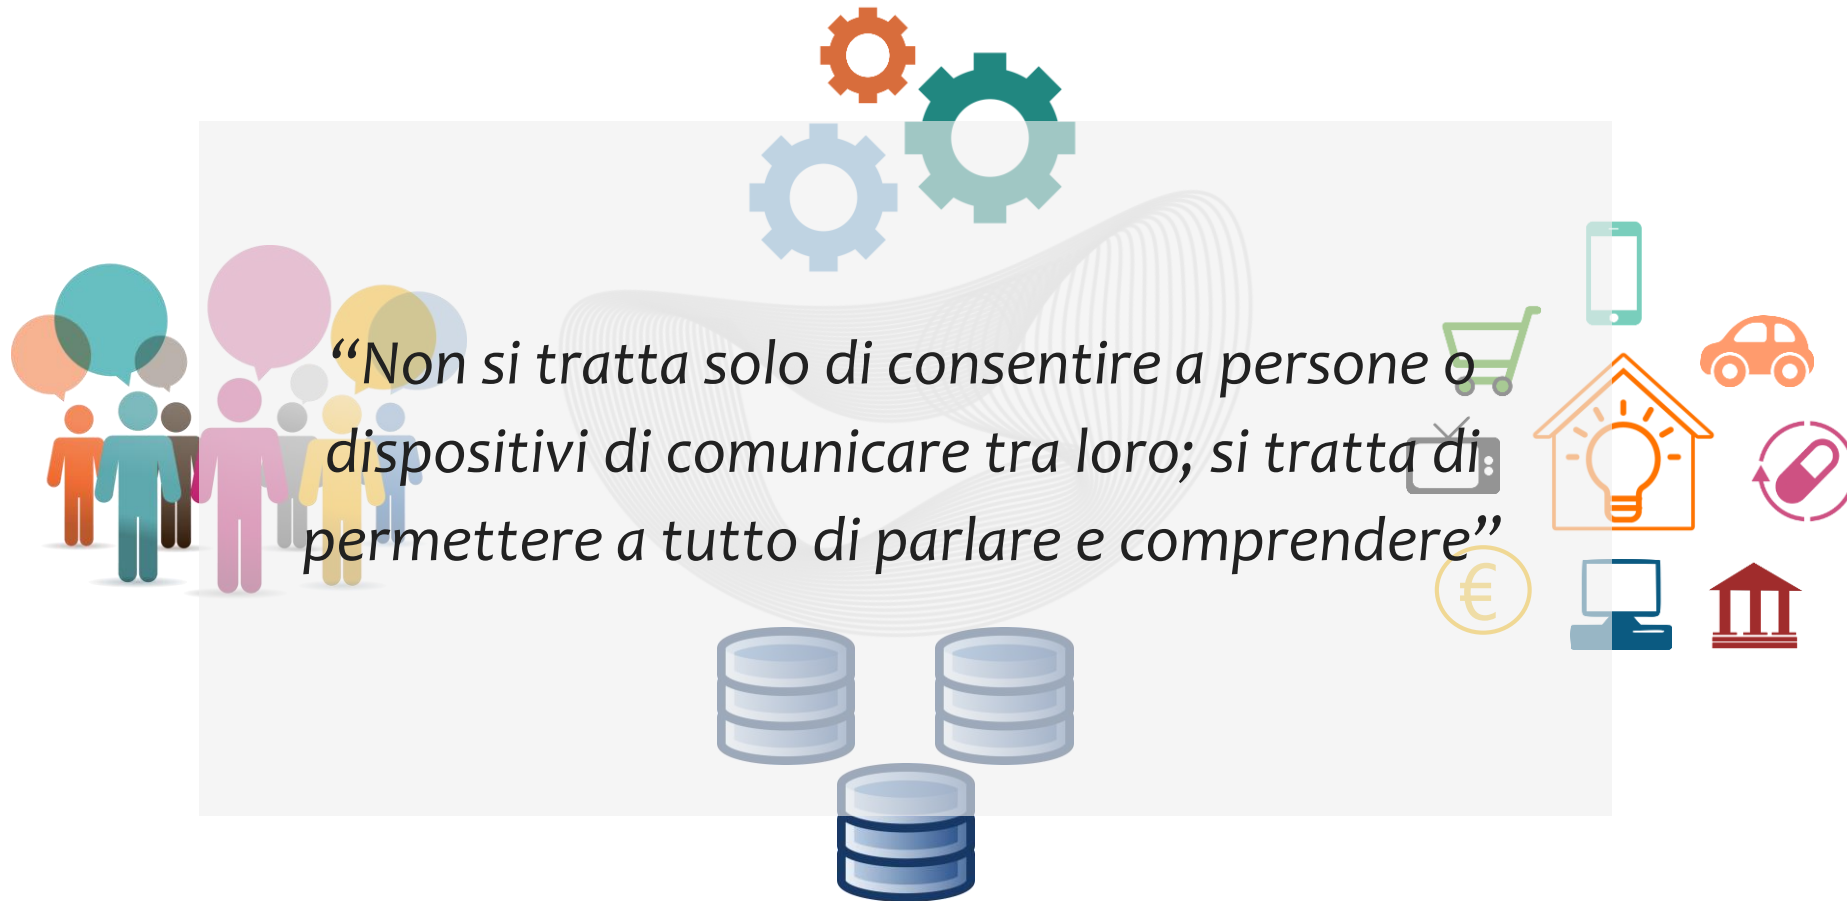 “Non si tratta solo di consentire a persone o
dispositivi di comunicare tra loro; si tratta di
permettere a tutto di parlare e comprendere”
€